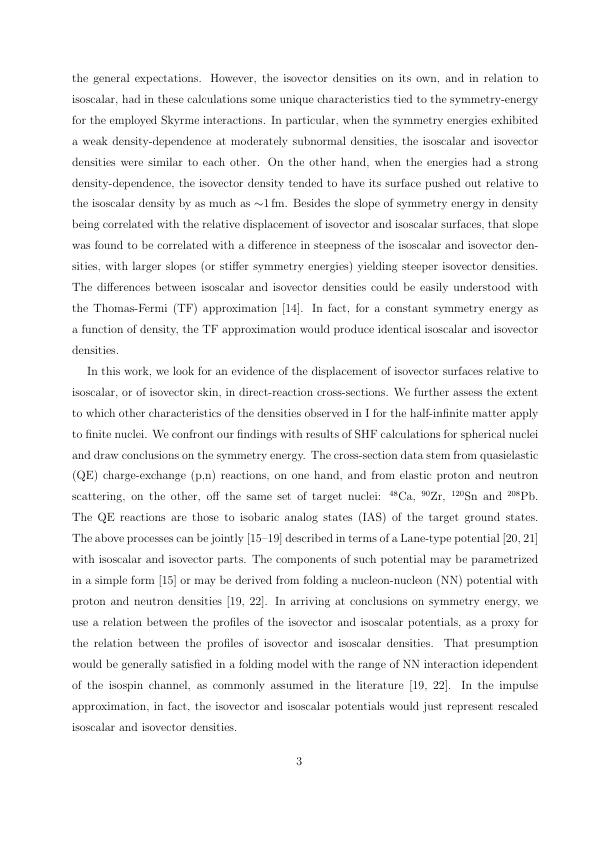 the general expectations. However, the isovector densities on its own, and in relation to
isoscalar, had in these calculations some unique characteristics tied to the symmetry-energy
for the employed Skyrme interactions. In particular, when the symmetry energies exhibited
a weak density-dependence at moderately subnormal densities, the isoscalar and isovector
densities were similar to each other. On the other hand, when the energies had a strong
density-dependence, the isovector density tended to have its surface pushed out relative to
the isoscalar density by as much as ∼1 fm. Besides the slope of symmetry energy in density
being correlated with the relative displacement of isovector and isoscalar surfaces, that slope
was found to be correlated with a difference in steepness of the isoscalar and isovector den-
sities, with larger slopes (or stiffer symmetry energies) yielding steeper isovector densities.
The differences between isoscalar and isovector densities could be easily understood with
the Thomas-Fermi (TF) approximation [14]. In fact, for a constant symmetry energy as
a function of density, the TF approximation would produce identical isoscalar and isovector
densities.
In this work, we look for an evidence of the displacement of isovector surfaces relative to
isoscalar, or of isovector skin, in direct-reaction cross-sections. We further assess the extent
to which other characteristics of the densities observed in I for the half-infinite matter apply
to finite nuclei. We confront our findings with results of SHF calculations for spherical nuclei
and draw conclusions on the symmetry energy. The cross-section data stem from quasielastic
(QE) charge-exchange (p,n) reactions, on one hand, and from elastic proton and neutron
scattering, on the other, off the same set of target nuclei: ⁴⁸Ca, ⁹⁰Zr, ¹²⁰Sn and ²⁰⁸Pb.
The QE reactions are those to isobaric analog states (IAS) of the target ground states.
The above processes can be jointly [15–19] described in terms of a Lane-type potential [20, 21]
with isoscalar and isovector parts. The components of such potential may be parametrized
in a simple form [15] or may be derived from folding a nucleon-nucleon (NN) potential with
proton and neutron densities [19, 22]. In arriving at conclusions on symmetry energy, we
use a relation between the profiles of the isovector and isoscalar potentials, as a proxy for
the relation between the profiles of isovector and isoscalar densities. That presumption
would be generally satisfied in a folding model with the range of NN interaction idependent
of the isospin channel, as commonly assumed in the literature [19, 22]. In the impulse
approximation, in fact, the isovector and isoscalar potentials would just represent rescaled
isoscalar and isovector densities.
3